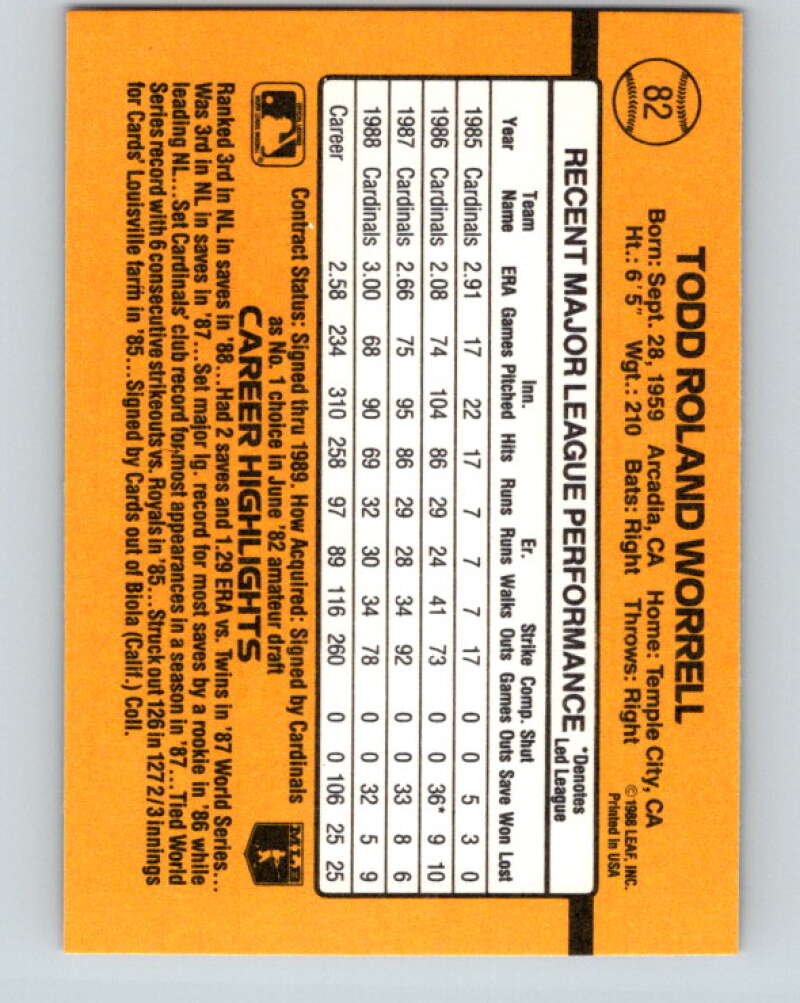 82
TODD ROLAND WORRELL
Born: Sept. 28, 1959 Arcadia, CA Home: Temple City, CA
Ht.: 6'5" Wgt.: 210 Bats: Right Throws: Right
©1988 LEAF, INC.
Printed in USA
RECENT MAJOR LEAGUE PERFORMANCE *Denotes Led League
Team Inn. Er. Strike Comp. Shut
Year Name ERA Games Pitched Hits Runs Runs Walks Outs Games Outs Save Won Lost
1985 Cardinals 2.91 17 22 17 7 7 7 17 0 0 5 3 0
1986 Cardinals 2.08 74 104 86 29 24 41 73 0 0 36* 9 10
1987 Cardinals 2.66 75 95 86 29 28 34 92 0 0 33 8 6
1988 Cardinals 3.00 68 90 69 32 30 34 78 0 0 32 5 9
Career 2.58 234 310 258 97 89 116 260 0 0 106 25 25
Contract Status: Signed thru 1989. How Acquired: Signed by Cardinals
as No. 1 choice in June '82 amateur draft
MLB
CAREER HIGHLIGHTS
Ranked 3rd in NL in saves in '88...Had 2 saves and 1.29 ERA vs. Twins in '87 World Series...
Was 3rd in NL in saves in '87...Set major lg. record for most saves by a rookie in '86 while
leading NL...Set Cardinals' club record for most appearances in a season in '87...Tied World
Series record with 6 consecutive strikeouts vs. Royals in '85...Struck out 126 in 127 2/3 innings
for Cards' Louisville farm in '85...Signed by Cards out of Biola (Calif.) Coll.